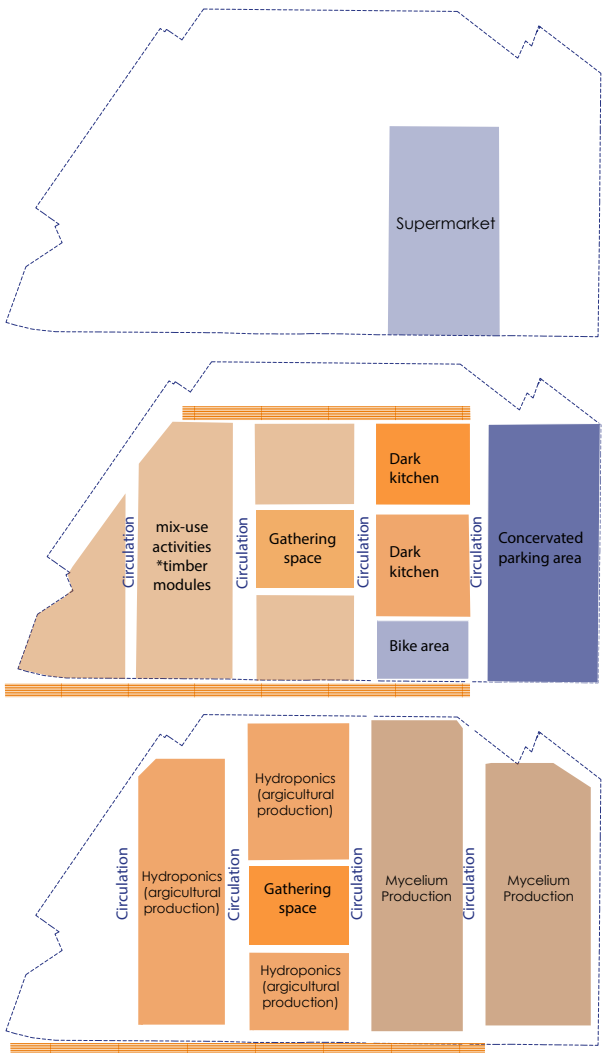 Supermarket
Dark
kitchen
Circulation
mix-use
activities
*timber
modules
Circulation
Gathering
space
Circulation
Dark
kitchen
Circulation
Concervated
parking area
Bike area
Hydroponics
(argicultural
production)
Circulation
Hydroponics
(argicultural
production)
Circulation
Gathering
space
Circulation
Mycelium
Production
Circulation
Mycelium
Production
Hydroponics
(argicultural
production)